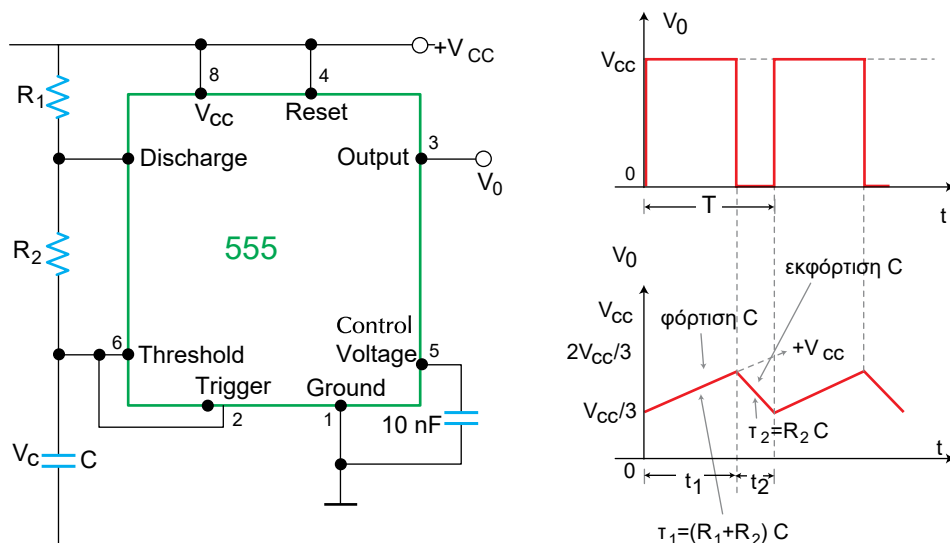 +V CC
8
4
R1
VCC
Reset
3
Discharge
Output
V0
R2
555
Control
6
Threshold
Voltage
5
Trigger
Ground
2
1
10 nF
VC
C
V0
VCC
0
T
t
V0
εκφόρτιση C
VCC
φόρτιση C
+VCC
2VCC/3
VCC/3
τ2=R2 C
0
t1
t2
t
τ1=(R1+R2) C